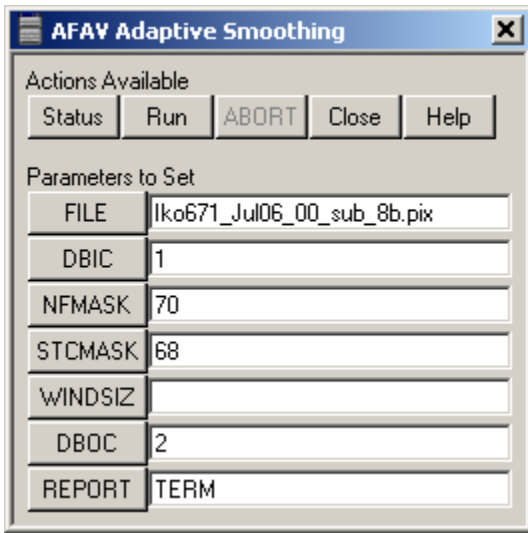 AFAV Adaptive Smoothing
Actions Available
Status Run ABORT Close Help
Parameters to Set
FILE Iko671_Jul06_00_sub_8b.pix
DBIC 1
NFMASK 70
STCMASK 68
WINDSIZ
DBOC 2
REPORT TERM